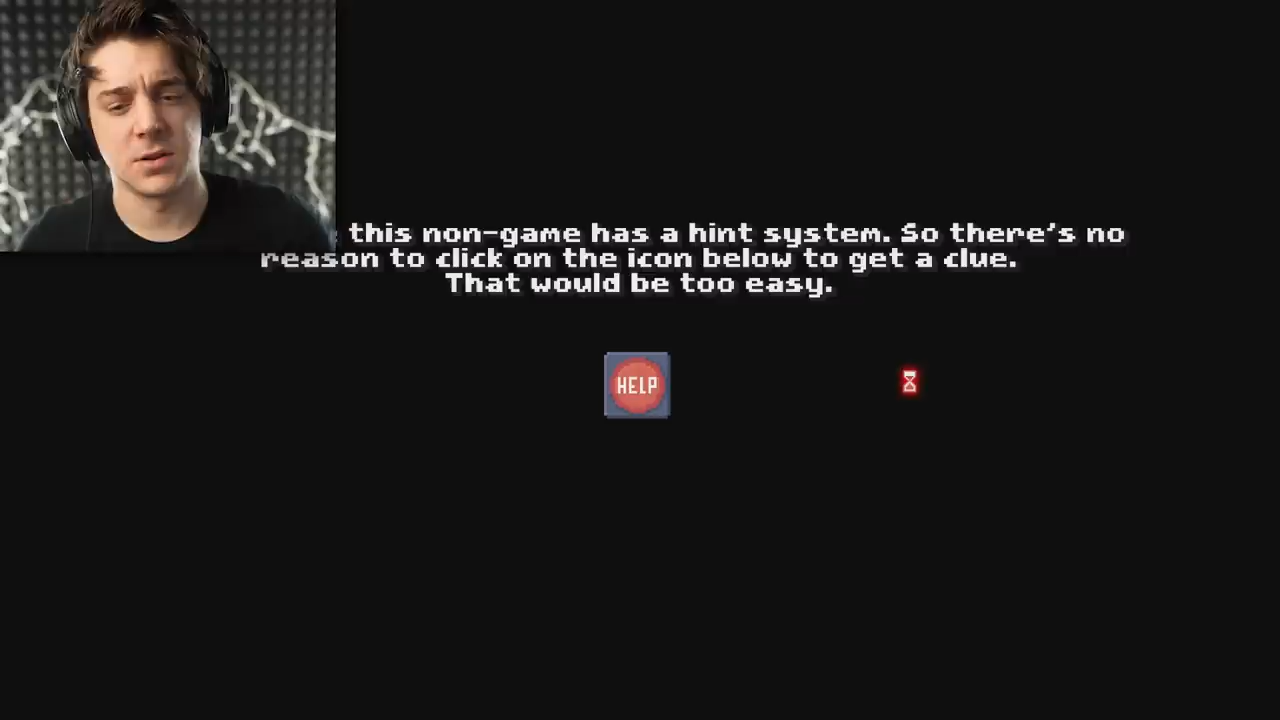 this non-game has a hint system. So there's no
reason to click on the icon below to get a clue.
That would be too easy.
HELP